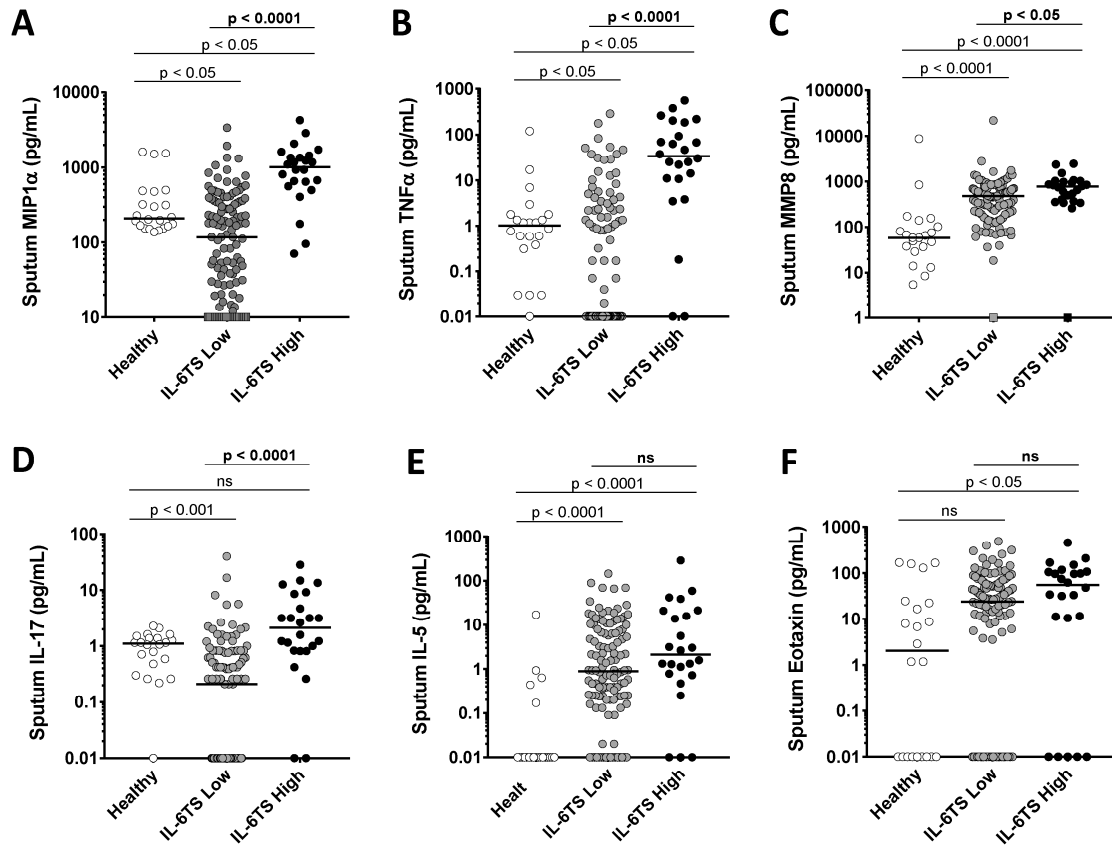 A
p < 0.0001
p < 0.05
p < 0.05
Sputum MIP1α (pg/mL)
10000
1000
100
10
Healthy
IL-6TS Low
IL-6TS High
B
p < 0.0001
p < 0.05
p < 0.05
Sputum TNFα (pg/mL)
1000
100
10
1
0.1
0.01
Healthy
IL-6TS Low
IL-6TS High
C
p < 0.05
p < 0.0001
p < 0.0001
Sputum MMP8 (pg/mL)
100000
10000
1000
100
10
1
Healthy
IL-6TS Low
IL-6TS High
D
p < 0.0001
ns
p < 0.001
Sputum IL-17 (pg/mL)
100
10
1
0.1
0.01
Healthy
IL-6TS Low
IL-6TS High
E
ns
p < 0.0001
p < 0.0001
Sputum IL-5 (pg/mL)
1000
100
10
1
0.1
0.01
Healt
IL-6TS Low
IL-6TS High
F
ns
p < 0.05
ns
Sputum Eotaxin (pg/mL)
1000
100
10
1
0.1
0.01
Healthy
IL-6TS Low
IL-6TS High